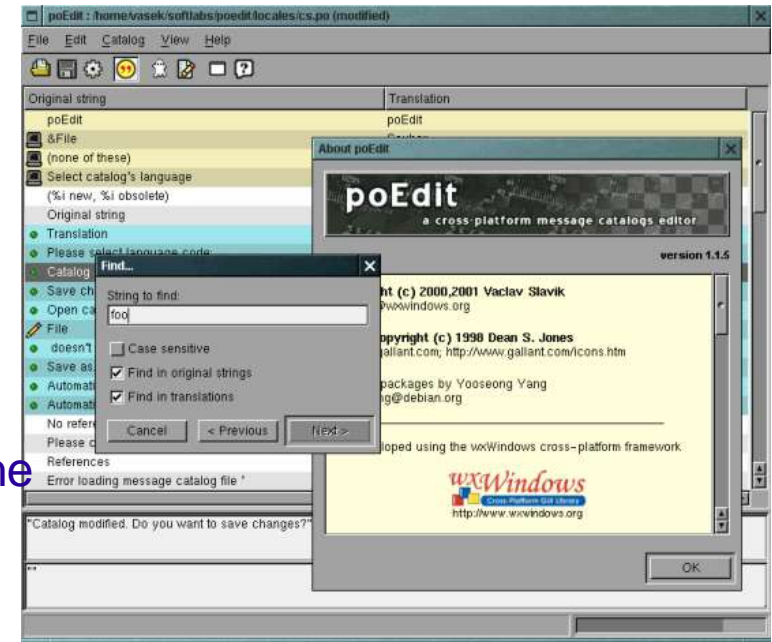 poEdit : /home/vasek/softlabs/poedit/locales/cs.po (modified)
File Edit Catalog View Help
Original string Translation
poEdit poEdit
&File
(none of these)
Select catalog's language
(%i new, %i obsolete)
Original string
Translation
Please select language code:
Catalog
Save ch
Open ca
File
doesn't
Save as
Automati
Automati
No refere
Please c
References
Error loading message catalog file '
"Catalog modified. Do you want to save changes?"
""
Find...
String to find:
foo
Case sensitive
Find in original strings
Find in translations
Cancel < Previous Next >
About poEdit
poEdit
a cross-platform message catalogs editor
version 1.1.5
ht (c) 2000,2001 Vaclav Slavik
@wxwindows.org
opyright (c) 1998 Dean S. Jones
gallant.com; http://www.gallant.com/icons.htm
packages by Yooseong Yang
ng@debian.org
loped using the wxWindows cross-platform framework
wxWindows
Cross-Platform GUI Library
http://www.wxwindows.org
OK
ne